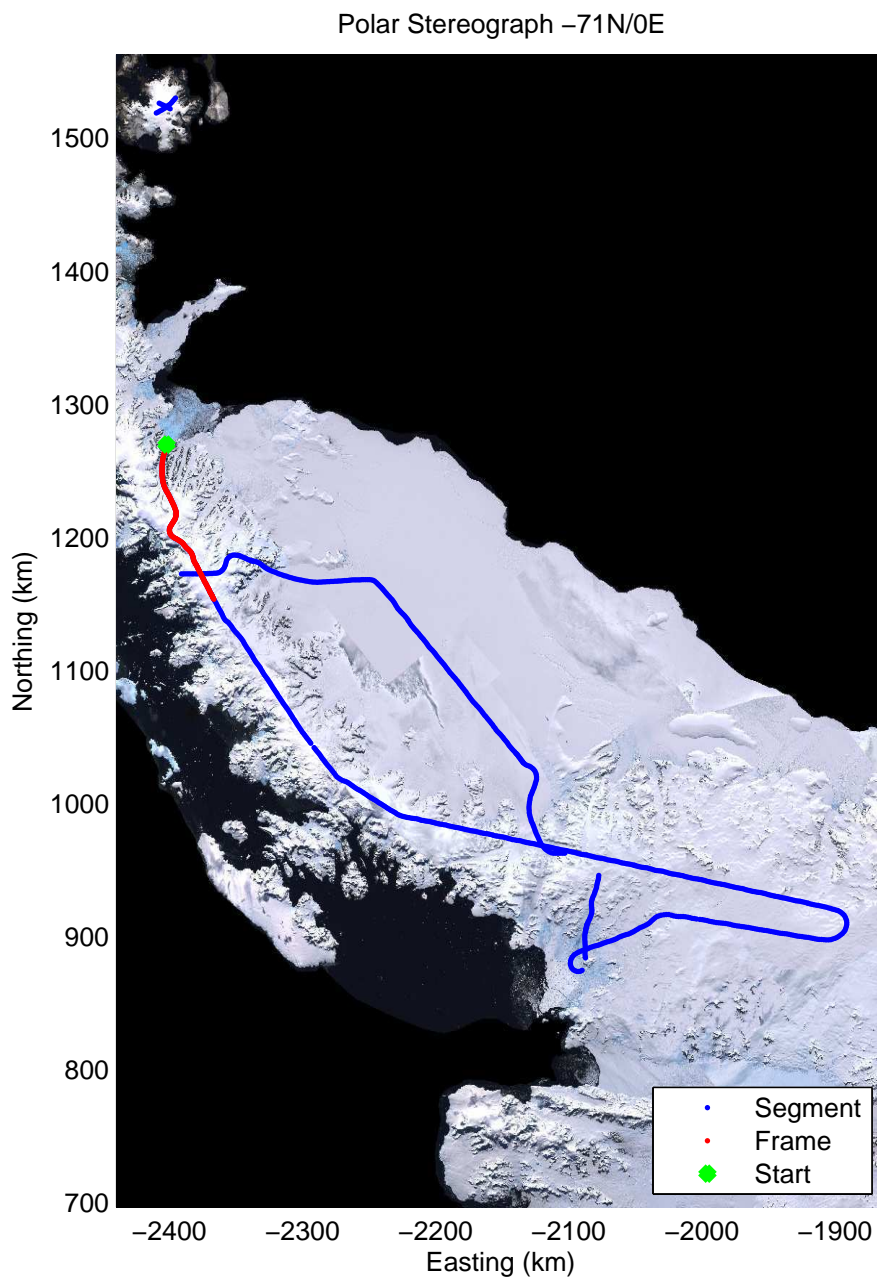 Polar Stereograph −71N/0E
1500
1400
1300
1200
1100
1000
900
800
700
Northing (km)
−2400 −2300 −2200 −2100 −2000 −1900
Easting (km)
Segment
Frame
Start